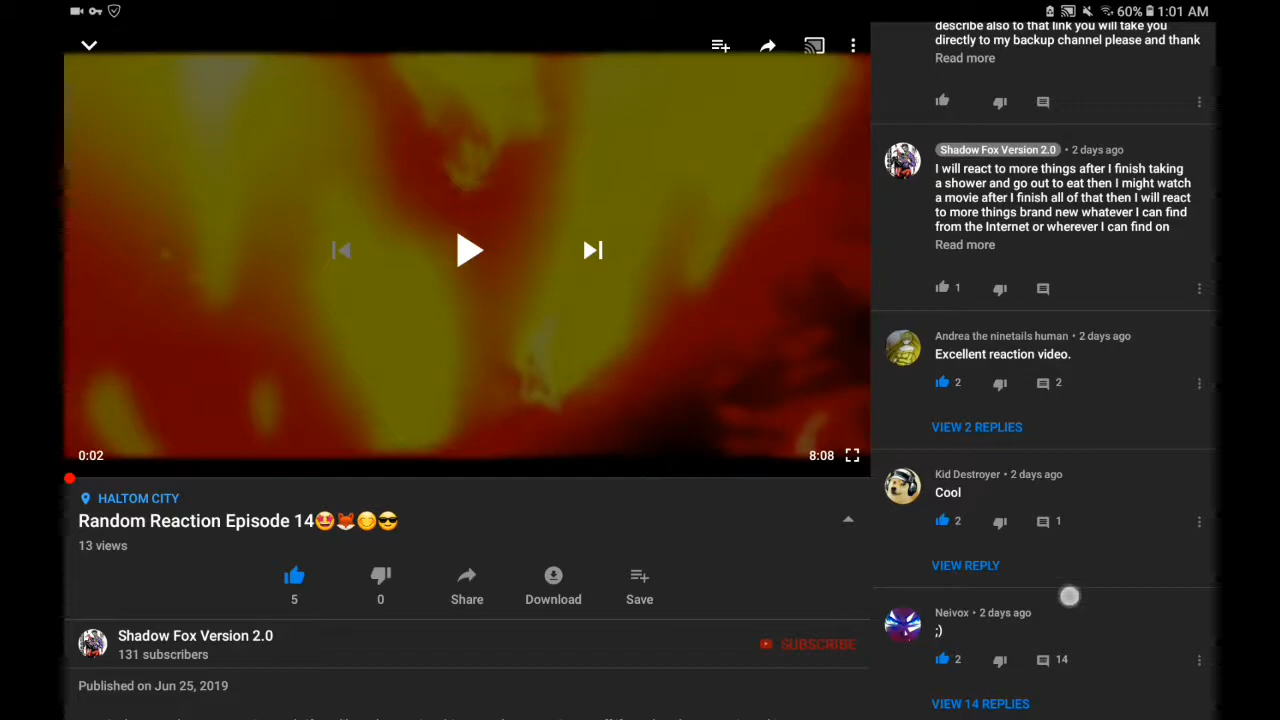 60% 1:01 AM
describe also to that link you will take you
directly to my backup channel please and thank
Read more
Shadow Fox Version 2.0 • 2 days ago
I will react to more things after I finish taking
a shower and go out to eat then I might watch
a movie after I finish all of that then I will react
to more things brand new whatever I can find
from the Internet or wherever I can find on
Read more
1
Andrea the ninetails human • 2 days ago
Excellent reaction video.
2 2
VIEW 2 REPLIES
Kid Destroyer • 2 days ago
Cool
2 1
VIEW REPLY
Neivox • 2 days ago
;)
2 14
VIEW 14 REPLIES
0:02 8:08
HALTOM CITY
Random Reaction Episode 14🤩🦊😊😎
13 views
5 0 Share Download Save
Shadow Fox Version 2.0
131 subscribers
SUBSCRIBE
Published on Jun 25, 2019